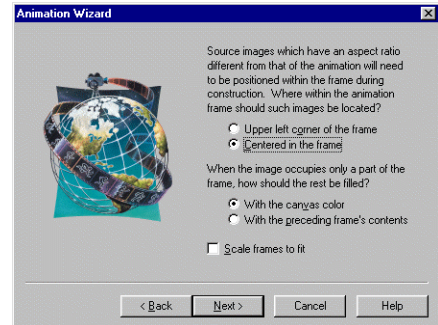 Animation Wizard
Source images which have an aspect ratio
different from that of the animation will need
to be positioned within the frame during
construction. Where within the animation
frame should such images be located?
Upper left corner of the frame
Centered in the frame
When the image occupies only a part of the
frame, how should the rest be filled?
With the canvas color
With the preceding frame's contents
Scale frames to fit
< Back Next > Cancel Help